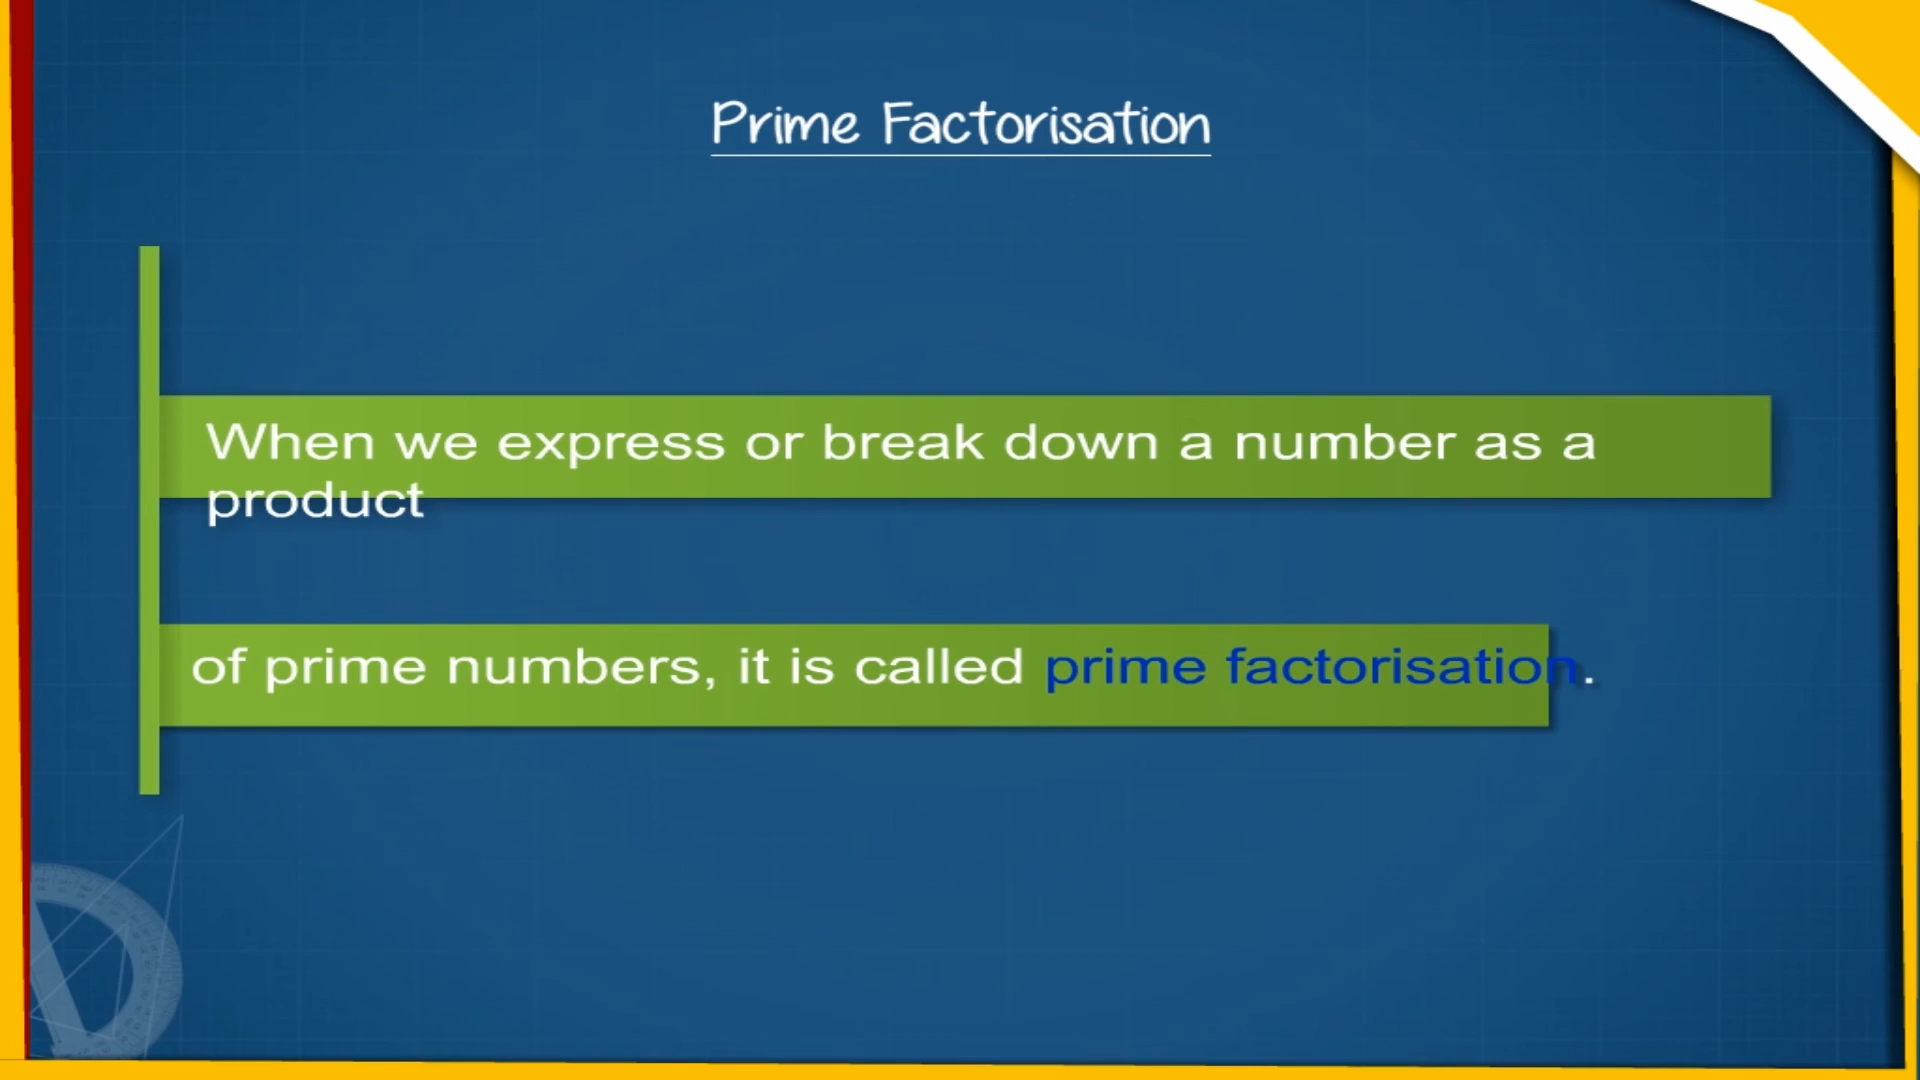 Prime Factorisation
When we express or break down a number as a
product
of prime numbers, it is called prime factorisation.